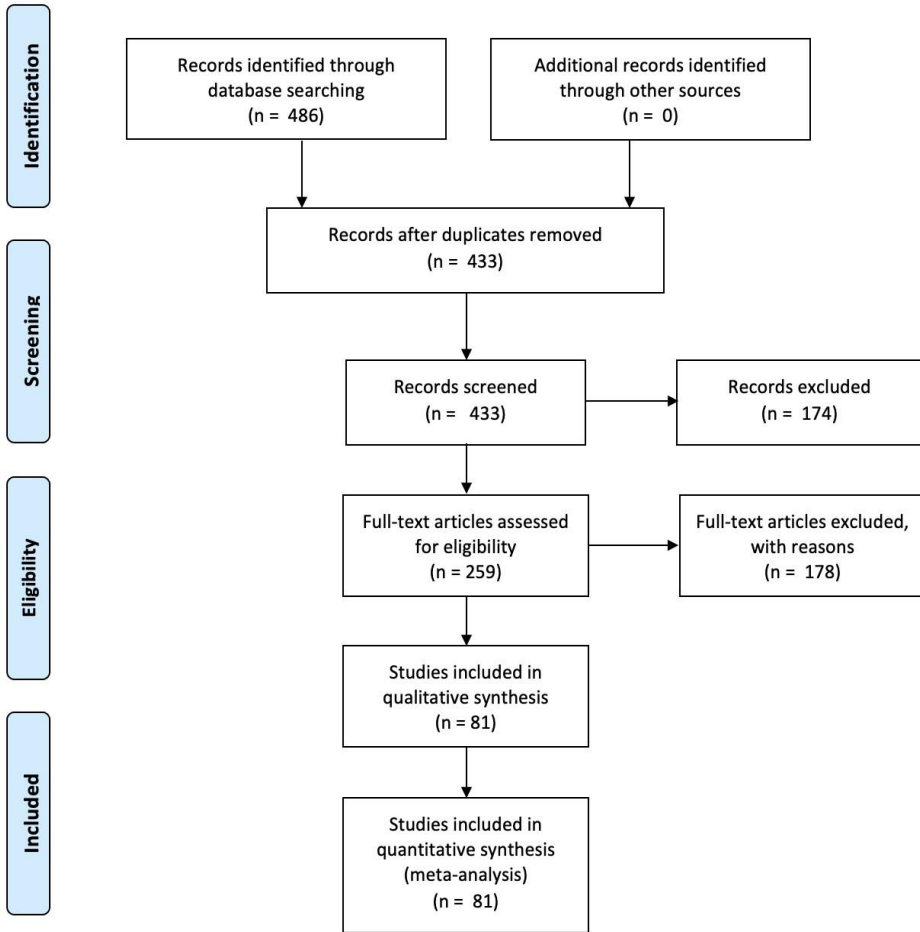 Identification
Records identified through
database searching
(n = 486)
Additional records identified
through other sources
(n = 0)
Records after duplicates removed
(n = 433)
Screening
Records screened
(n = 433)
Records excluded
(n = 174)
Eligibility
Full-text articles assessed
for eligibility
(n = 259)
Full-text articles excluded,
with reasons
(n = 178)
Studies included in
qualitative synthesis
(n = 81)
Included
Studies included in
quantitative synthesis
(meta-analysis)
(n = 81)